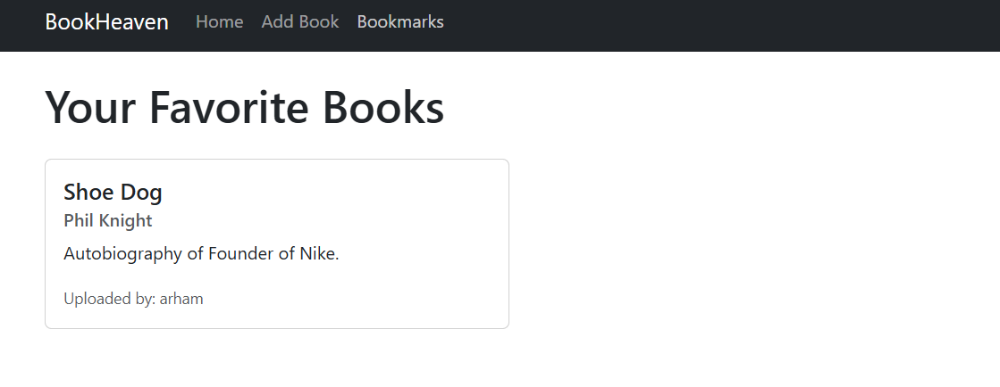 BookHeaven Home Add Book Bookmarks
Your Favorite Books
Shoe Dog
Phil Knight
Autobiography of Founder of Nike.
Uploaded by: arham